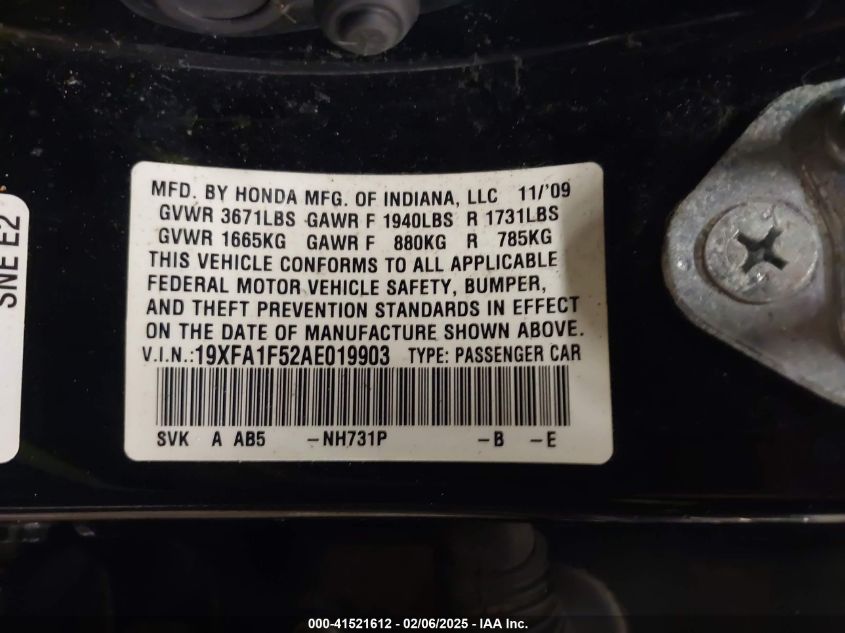 MFD. BY HONDA MFG. OF INDIANA, LLC 11/'09
GVWR 3671LBS GAWR F 1940LBS R 1731LBS
GVWR 1665KG GAWR F 880KG R 785KG
THIS VEHICLE CONFORMS TO ALL APPLICABLE
FEDERAL MOTOR VEHICLE SAFETY, BUMPER,
AND THEFT PREVENTION STANDARDS IN EFFECT
ON THE DATE OF MANUFACTURE SHOWN ABOVE.
V.I.N.:19XFA1F52AE019903 TYPE: PASSENGER CAR
SVK A AB5 -NH731P -B -E
SNE E2
000-41521612 - 02/06/2025 - IAA Inc.